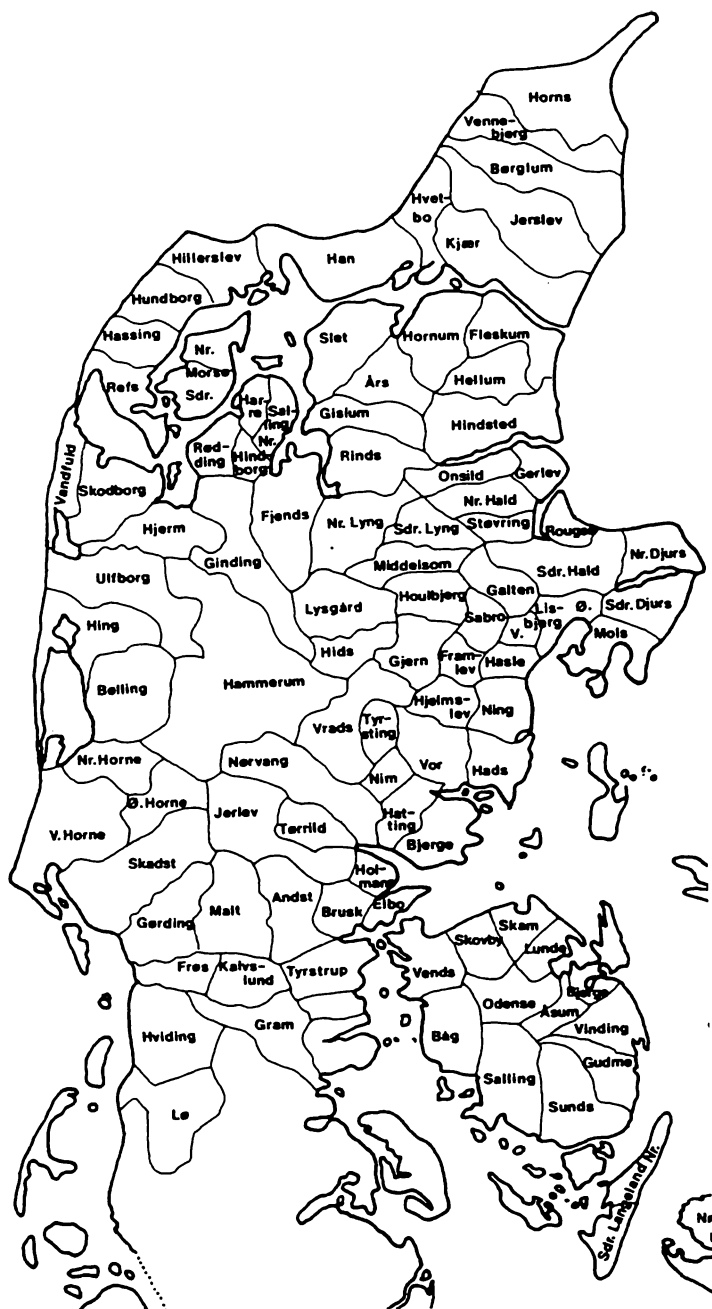 Horns
Venne-
bjerg
Børglum
Hvet-
bo
Jerslev
Kjær
Hillerslev
Han
Hundborg
Hassing
Nr.
Morsø
Sdr.
Refs
Slet
Hornum
Fleskum
Års
Hellum
Gislum
Hindsted
Har-
re
Sal-
ling
Nr.
Rød-
ding
Hind-
borg
Rinds
Vandfuld
Skodborg
Onsild
Gerlev
Nr. Hald
Hjerm
Fjends
Nr. Lyng
Sdr. Lyng
Støvring
Rougsø
Ginding
Middelsom
Sdr. Hald
Nr. Djurs
Ulfborg
Lysgård
Houlbjerg
Galten
Lis-
bjerg
Ø.
V.
Sdr. Djurs
Sabro
Mols
Hing
Hids
Gjern
Fram-
lev
Hasle
Bølling
Hammerum
Hjelms-
lev
Ning
Vrads
Tyr-
sting
Nr. Horne
Nørvang
Vor
Hads
Nim
Ø. Horne
Jerlev
Tørrild
Hat-
ting
Bjerge
V. Horne
Skadst
Hol-
mans
Gørding
Malt
Andst
Brusk
Elbo
Skovby
Skam
Lunde
Frøs
Kalvs-
lund
Tyrstrup
Vends
Bjerge
Odense
Åsum
Hviding
Gram
Båg
Vinding
Gudme
Salling
Sunds
Lø
Sdr. Langeland Nr.